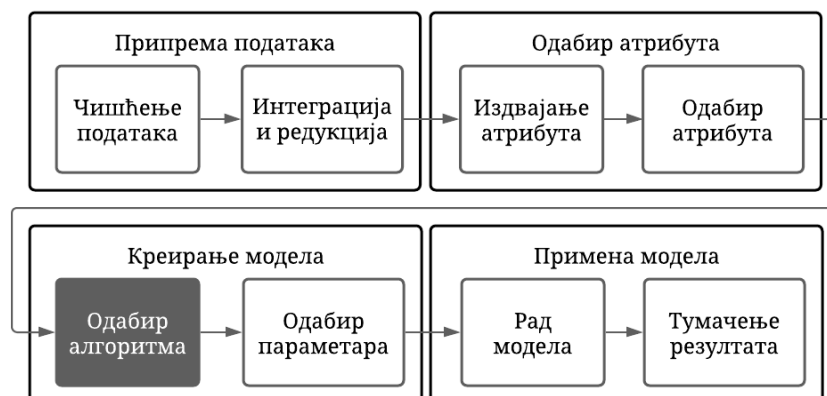 Припрема података
Чишћење
података
Интеграција
и редукција
Одабир атрибута
Издвајање
атрибута
Одабир
атрибута
Креирање модела
Одабир
алгоритма
Одабир
параметара
Примена модела
Рад
модела
Тумачење
резултата